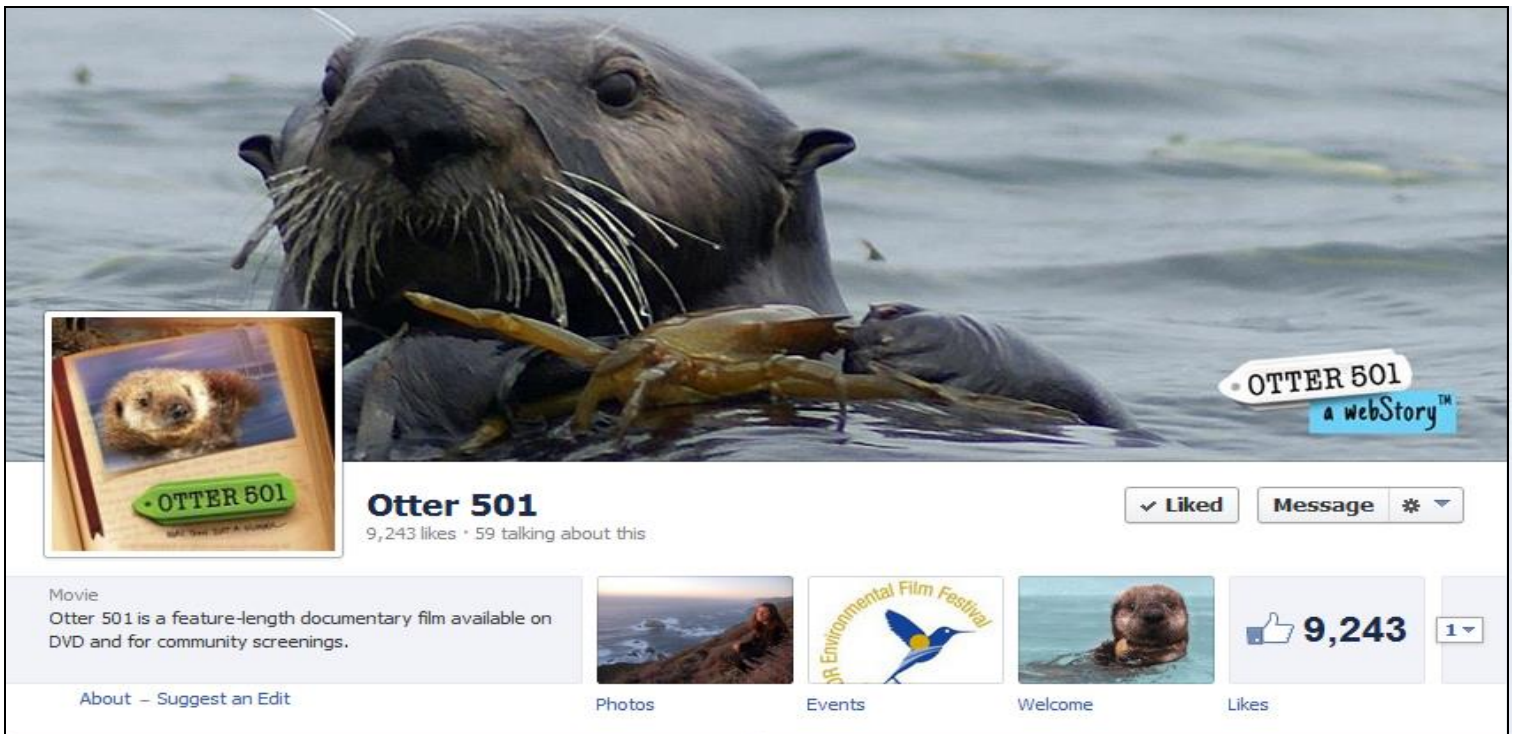 OTTER 501
a webStory™
OTTER 501
Otter 501
9,243 likes · 59 talking about this
Liked
Message
Movie
Otter 501 is a feature-length documentary film available on
DVD and for community screenings.
About – Suggest an Edit
Environmental Film Festival
9,243
1
Photos
Events
Welcome
Likes